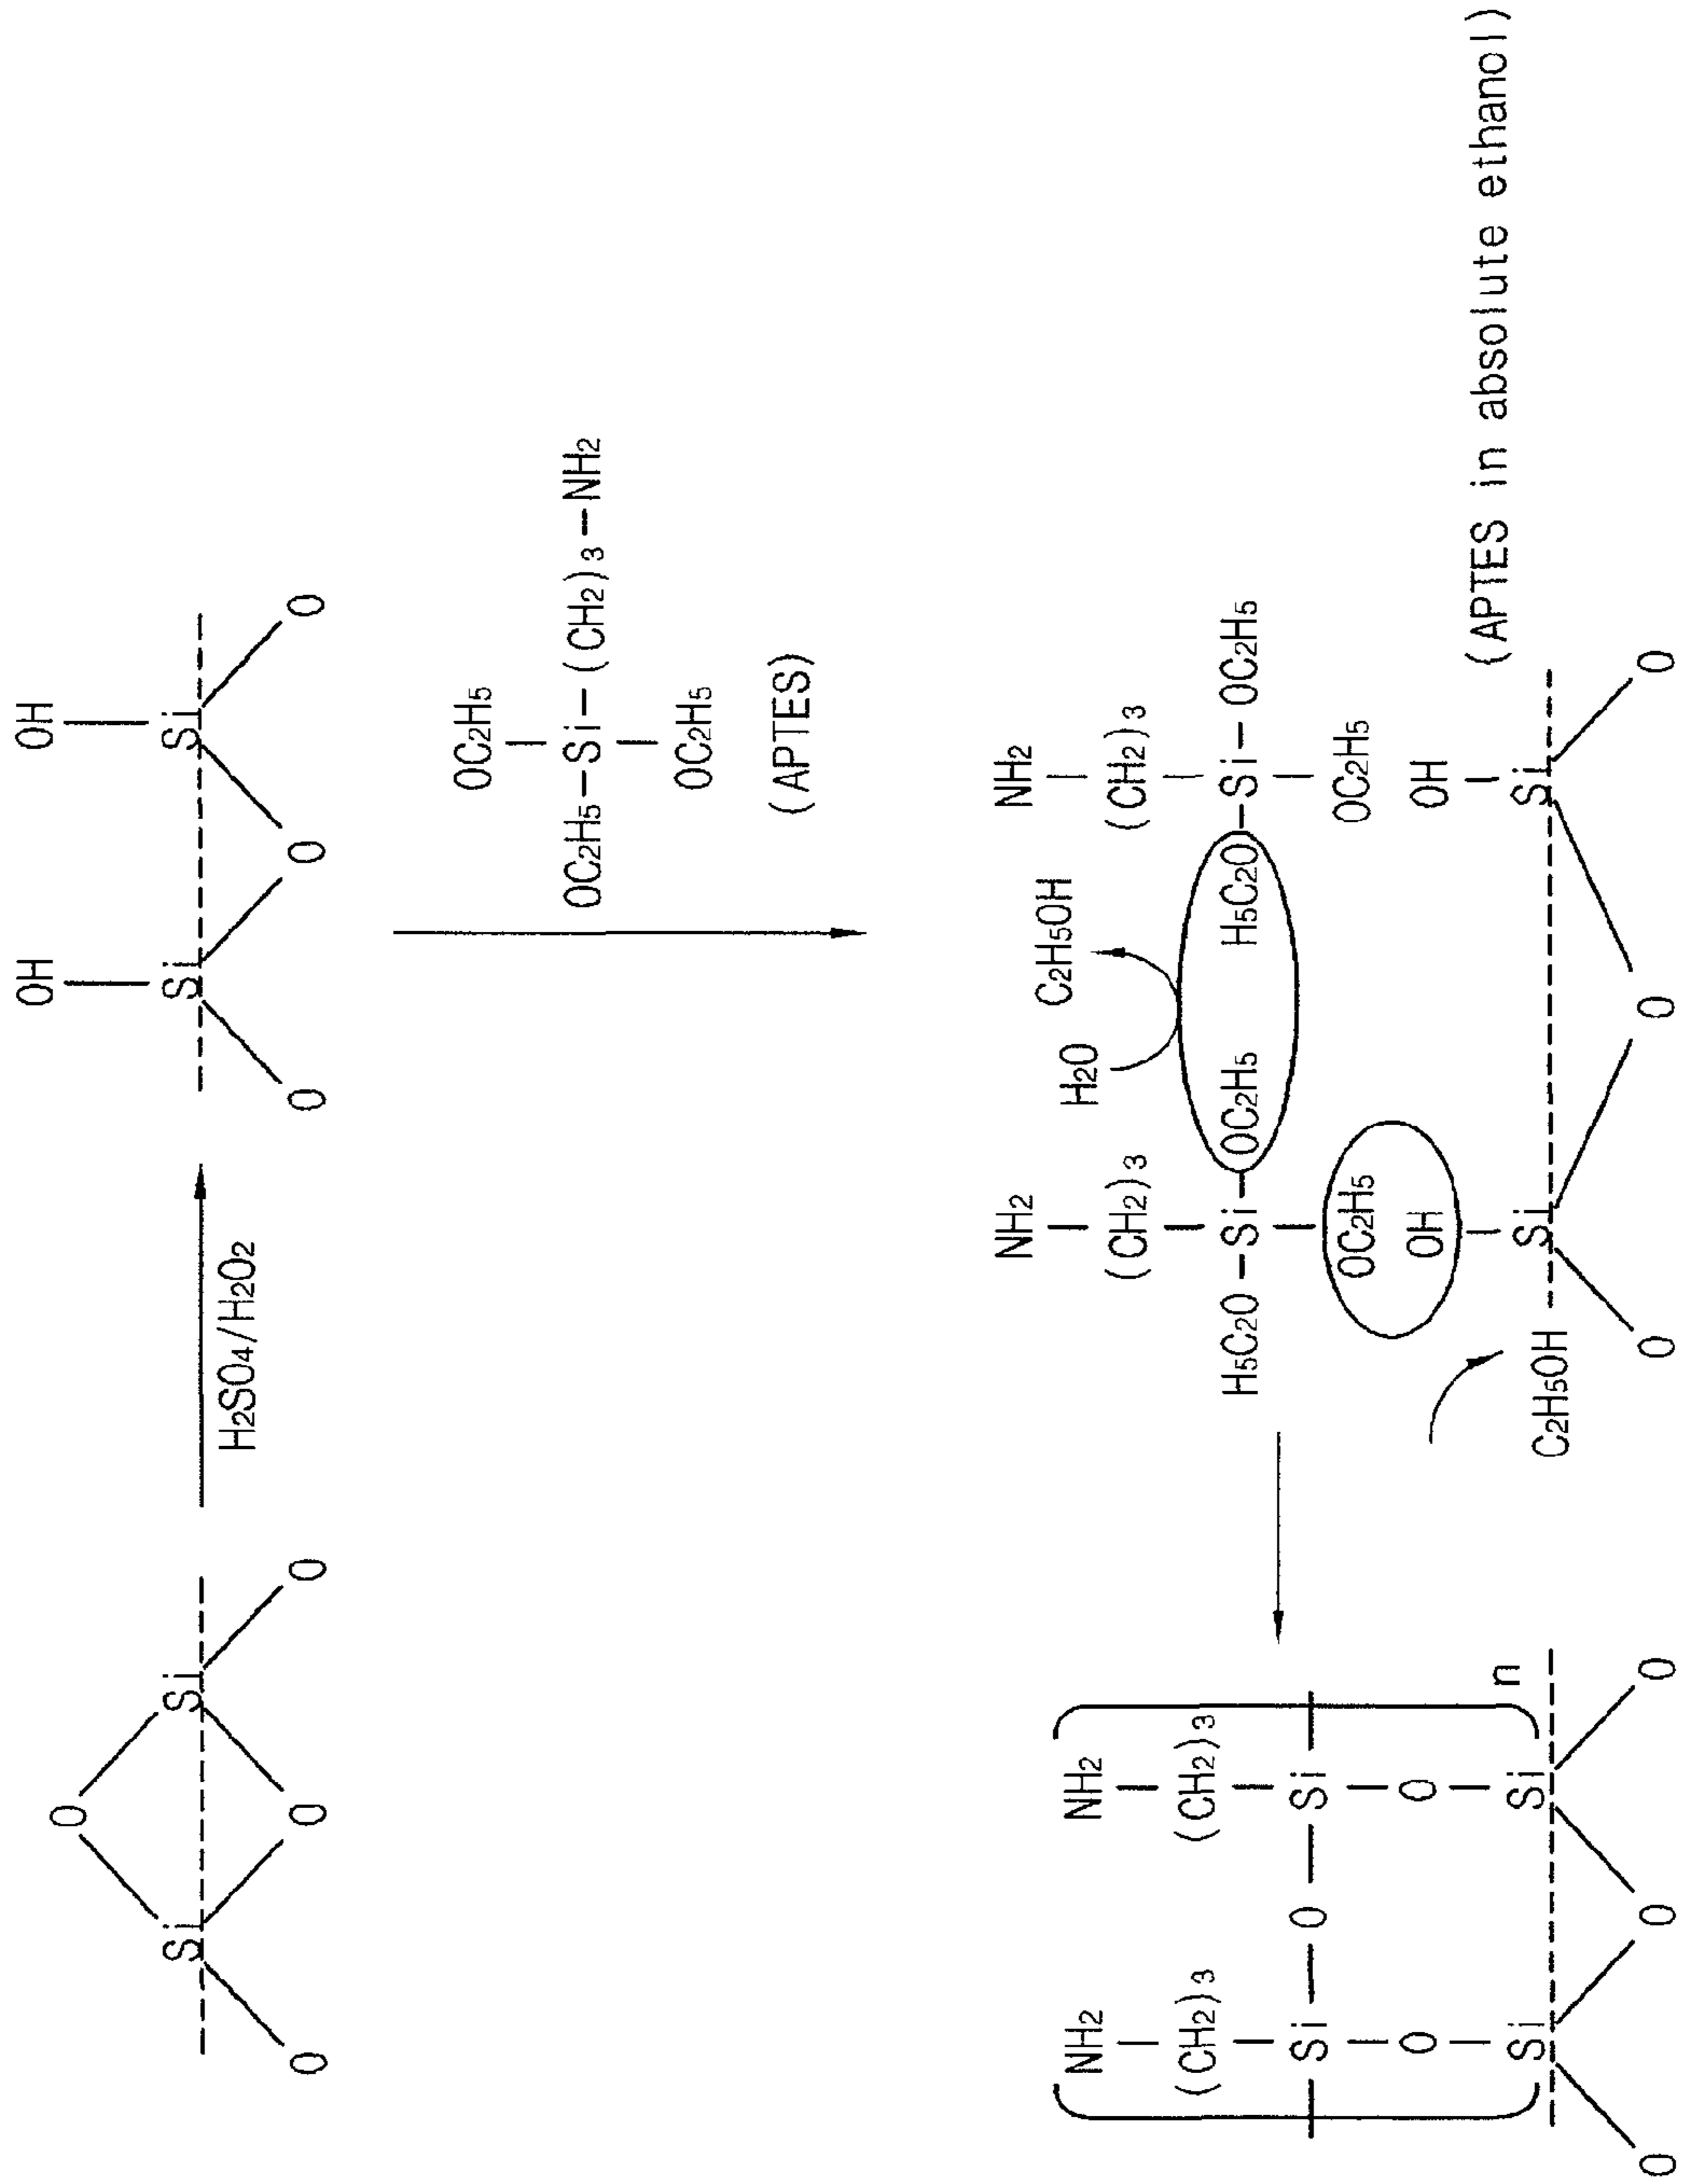 O
Si Si
O O O
H2SO4/H2O2
OH OH
Si Si
O O O
OC2H5
OC2H5-Si-(CH2)3-NH2
OC2H5
(APTES)
NH2 NH2
(CH2)3 (CH2)3
Si-O-Si
O O
n
Si Si
O O O
NH2 NH2
C2H5OH
H2O
(CH2)3 (CH2)3
H5C2O-Si-OC2H5 H5C2O-Si-OC2H5
OC2H5 OC2H5
OH OH
(APTES in absolute ethanol)
Si Si
C2H5OH
O O O